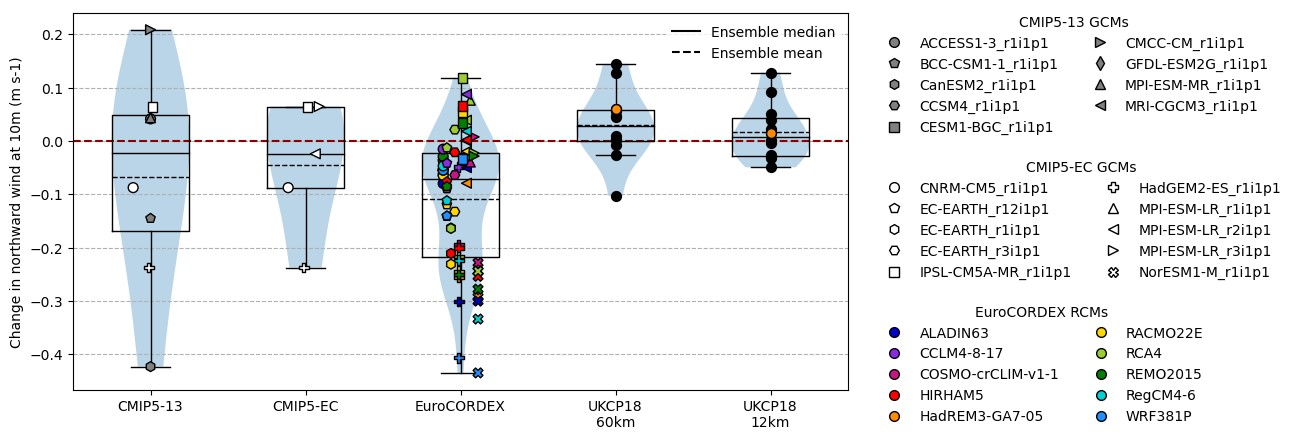 Change in northward wind at 10m (m s-1)
0.2
0.1
0.0
−0.1
−0.2
−0.3
−0.4
Ensemble median
Ensemble mean
CMIP5-13
CMIP5-EC
EuroCORDEX
UKCP18
60km
UKCP18
12km
CMIP5-13 GCMs
ACCESS1-3_r1i1p1
BCC-CSM1-1_r1i1p1
CanESM2_r1i1p1
CCSM4_r1i1p1
CESM1-BGC_r1i1p1
CMCC-CM_r1i1p1
GFDL-ESM2G_r1i1p1
MPI-ESM-MR_r1i1p1
MRI-CGCM3_r1i1p1
CMIP5-EC GCMs
CNRM-CM5_r1i1p1
EC-EARTH_r12i1p1
EC-EARTH_r1i1p1
EC-EARTH_r3i1p1
IPSL-CM5A-MR_r1i1p1
HadGEM2-ES_r1i1p1
MPI-ESM-LR_r1i1p1
MPI-ESM-LR_r2i1p1
MPI-ESM-LR_r3i1p1
NorESM1-M_r1i1p1
EuroCORDEX RCMs
ALADIN63
CCLM4-8-17
COSMO-crCLIM-v1-1
HIRHAM5
HadREM3-GA7-05
RACMO22E
RCA4
REMO2015
RegCM4-6
WRF381P